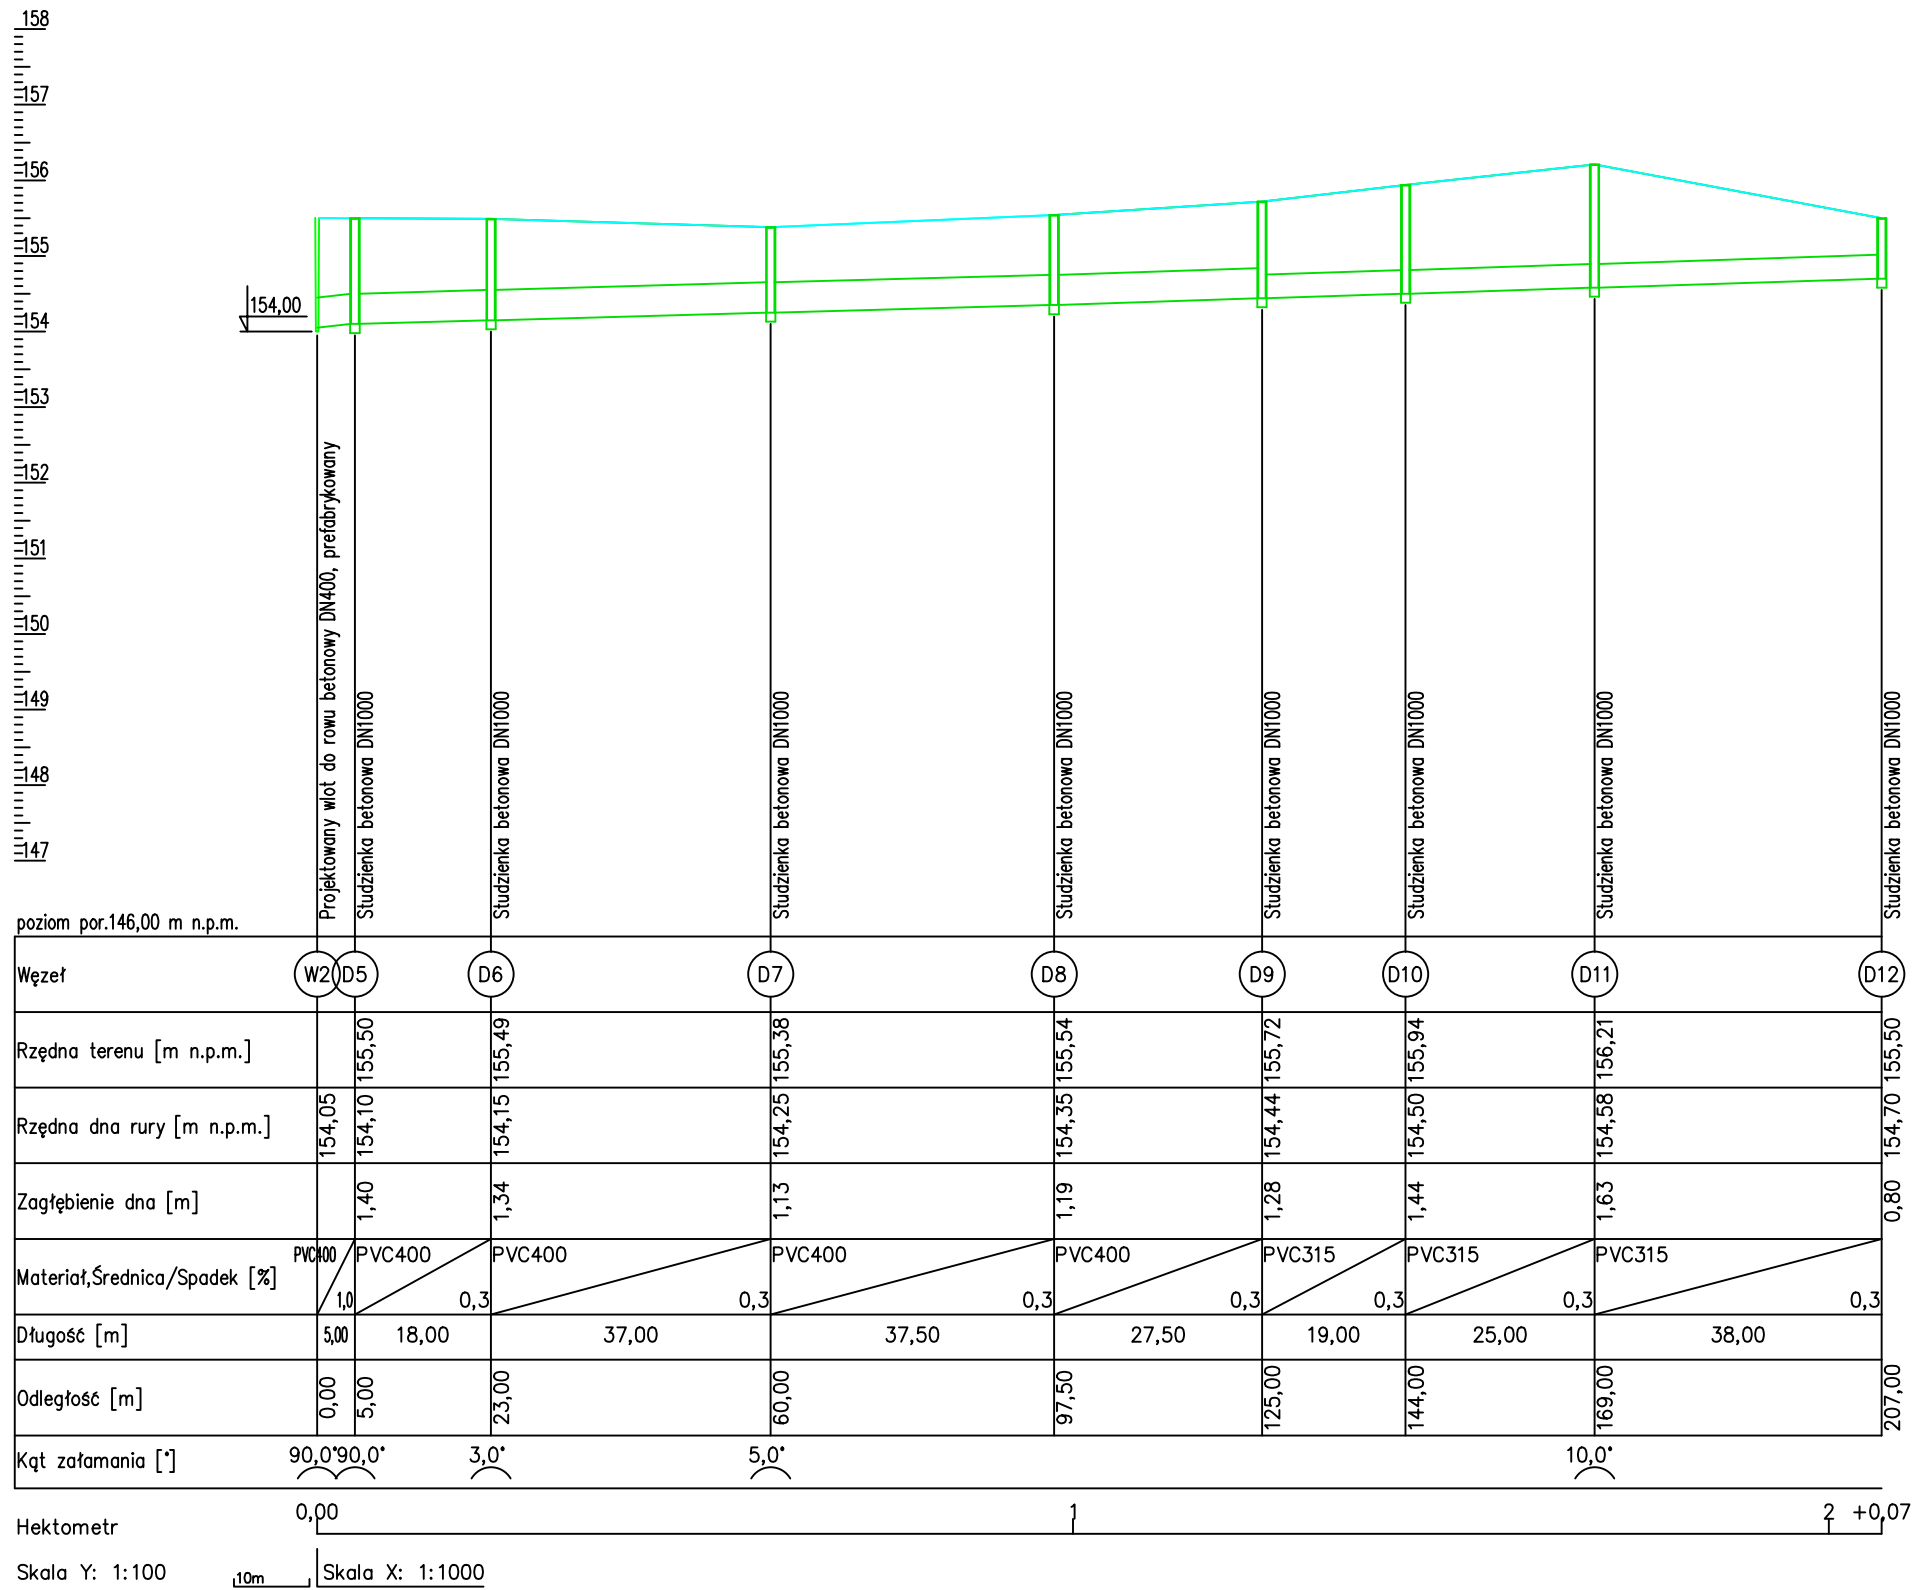 158
157
156
155
154
153
152
151
150
149
148
147
154,00
Projektowany wlot do rowu betonowy DN400, prefabrykowany
Studzienka betonowa DN1000
Studzienka betonowa DN1000
Studzienka betonowa DN1000
Studzienka betonowa DN1000
Studzienka betonowa DN1000
Studzienka betonowa DN1000
Studzienka betonowa DN1000
Studzienka betonowa DN1000
poziom por.146,00 m n.p.m.
Węzeł W2 D5 D6 D7 D8 D9 D10 D11 D12
Rzędna terenu [m n.p.m.] 155,50 155,49 155,38 155,54 155,72 155,94 156,21 155,50
Rzędna dna rury [m n.p.m.] 154,05 154,10 154,15 154,25 154,35 154,44 154,50 154,58 154,70
Zagłębienie dna [m] 1,40 1,34 1,13 1,19 1,28 1,44 1,63 0,80
PVC400 PVC400 PVC400 PVC400 PVC400 PVC315 PVC315 PVC315
Materiał,Średnica/Spadek [%]
1,0 0,3 0,3 0,3 0,3 0,3 0,3 0,3
Długość [m] 5,00 18,00 37,00 37,50 27,50 19,00 25,00 38,00
Odległość [m] 0,00 5,00 23,00 60,00 97,50 125,00 144,00 169,00 207,00
Kąt załamania [°] 90,0° 90,0° 3,0° 5,0° 10,0°
0,00 1 2 +0,07
Hektometr
Skala Y: 1:100 10m Skala X: 1:1000